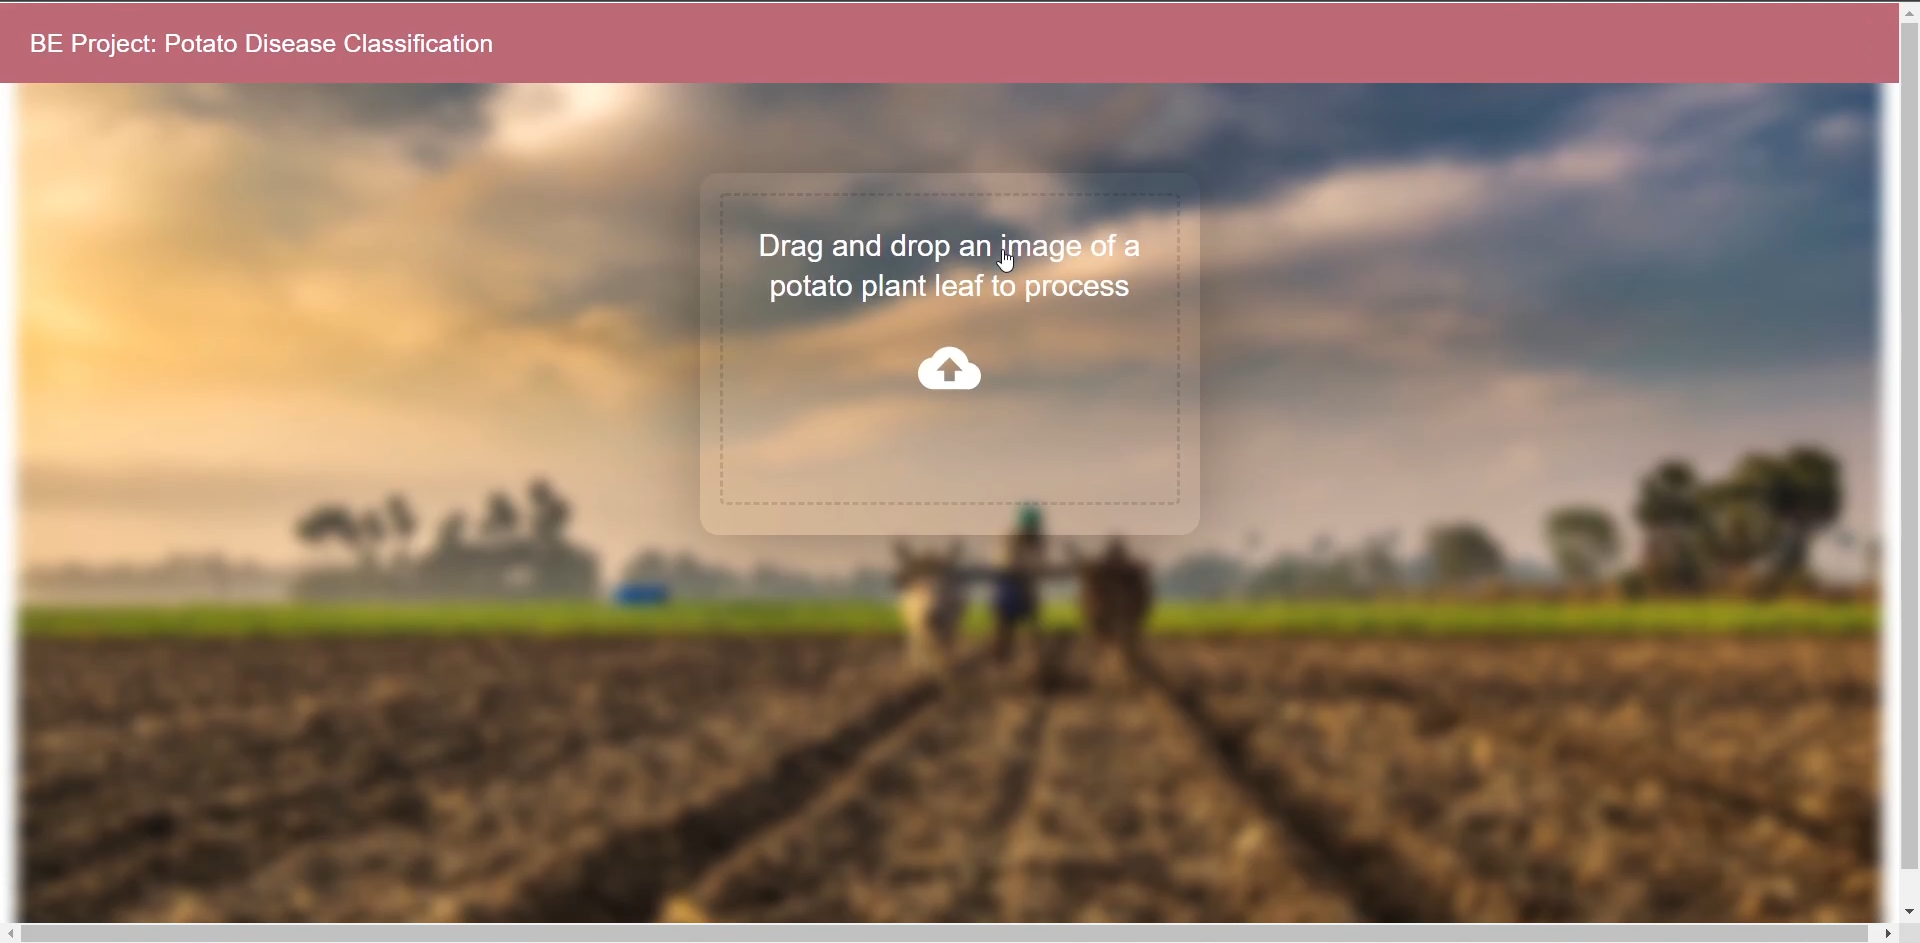 BE Project: Potato Disease Classification
Drag and drop an image of a
potato plant leaf to process